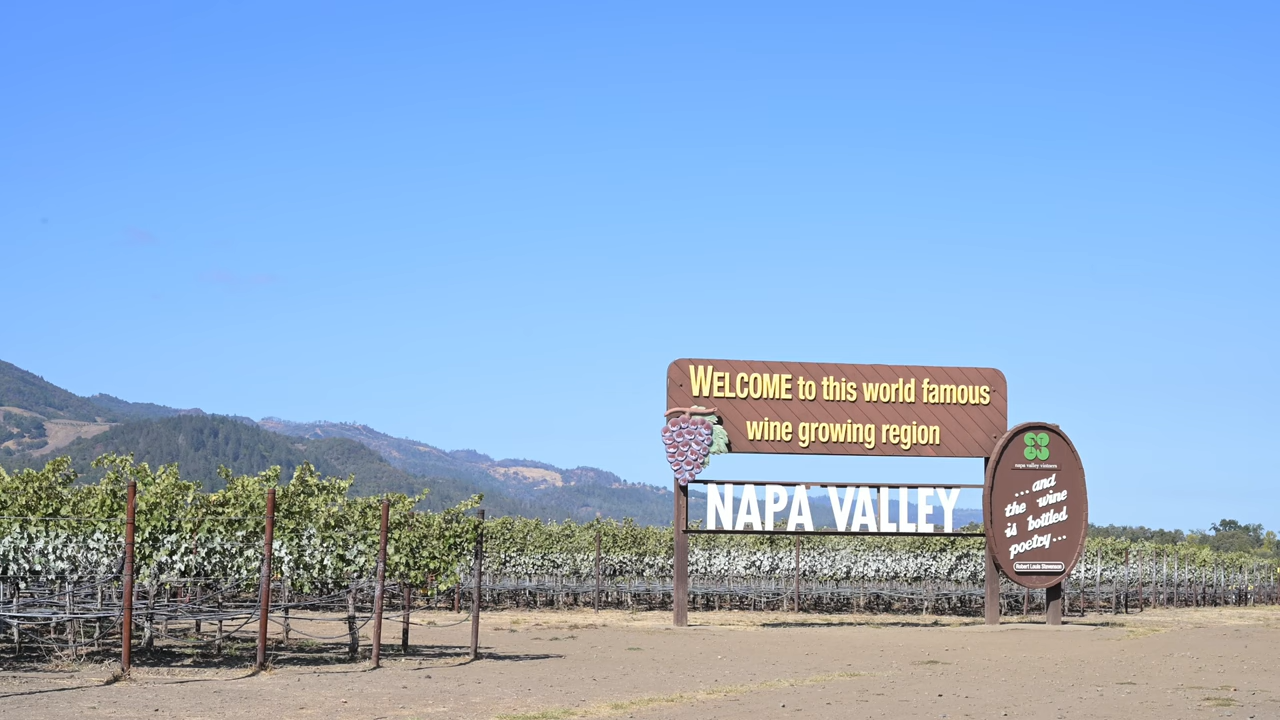 WELCOME to this world famous
wine growing region
NAPA VALLEY
napa valley vintners
...and
the wine
is bottled
poetry...
Robert Louis Stevenson